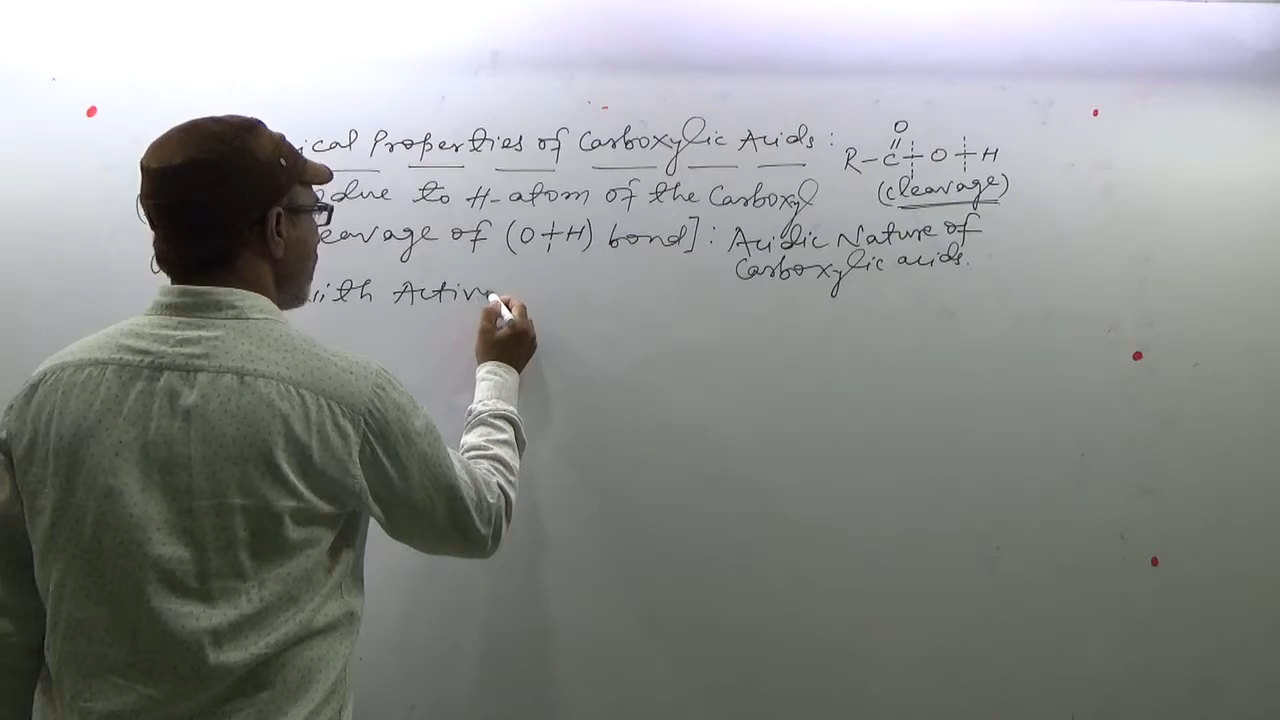 ical Properties of Carboxylic Acids :
O
R-C-O-H
due to H-atom of the Carboxyl
(cleavage)
eavage of (O+H) bond] : Acidic Nature of
Carboxylic acids.
ith Activ